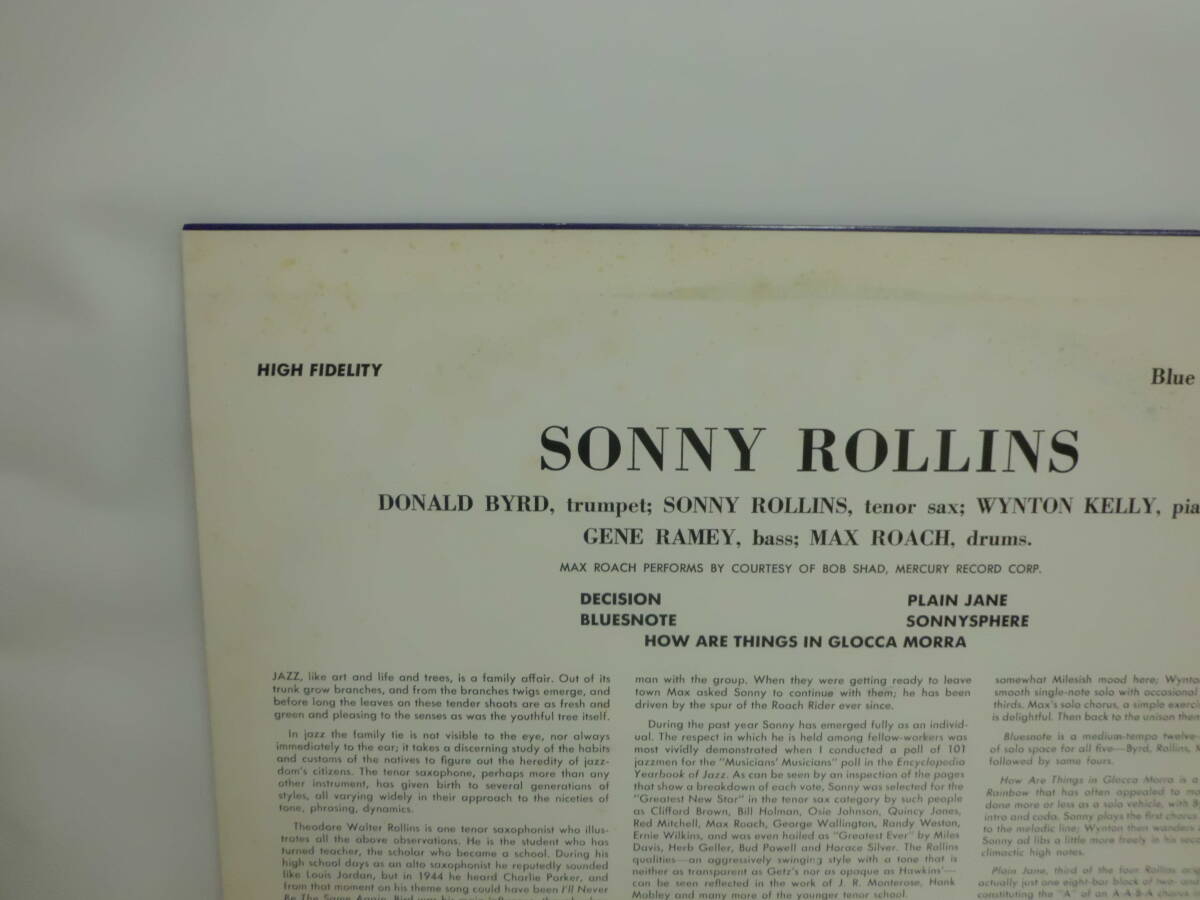 HIGH FIDELITY
Blue
SONNY ROLLINS
DONALD BYRD, trumpet; SONNY ROLLINS, tenor sax; WYNTON KELLY, pia
GENE RAMEY, bass; MAX ROACH, drums.
MAX ROACH PERFORMS BY COURTESY OF BOB SHAD, MERCURY RECORD CORP.
DECISION
BLUESNOTE
PLAIN JANE
SONNYSPHERE
HOW ARE THINGS IN GLOCCA MORRA
JAZZ, like art and life and trees, is a family affair. Out of its
trunk grow branches, and from the branches twigs emerge, and
before long the leaves on these tender shoots are as fresh and
green and pleasing to the senses as was the youthful tree itself.
In jazz the family tie is not visible to the eye, nor always
immediately to the ear; it takes a discerning study of the habits
and customs of the natives to figure out the heredity of jazz-
dom's citizens. The tenor saxophone, perhaps more than any
other instrument, has given birth to several generations of
styles, all varying widely in their approach to the niceties of
tone, phrasing, dynamics.
Theodore Walter Rollins is one tenor saxophonist who illus-
trates all the above observations. He is the student who has
turned teacher, the scholar who became a school. During his
high school days as an alto saxophonist he reputedly sounded
like Louis Jordan, but in 1944 he heard Charlie Parker, and
from that moment on his theme song could have been I'll Never
Be The Same Again. Bird was his main
man with the group. When they were getting ready to leave
town Max asked Sonny to continue with them; he has been
driven by the spur of the Roach Rider ever since.
During the past year Sonny has emerged fully as an individ-
ual. The respect in which he is held among fellow-workers was
most vividly demonstrated when I conducted a poll of 101
jazzmen for the "Musicians' Musicians" poll in the Encyclopedia
Yearbook of Jazz. As can be seen by an inspection of the pages
that show a breakdown of each vote, Sonny was selected for the
"Greatest New Star" in the tenor sax category by such people
as Clifford Brown, Bill Holman, Osie Johnson, Quincy Jones,
Red Mitchell, Max Roach, George Wallington, Randy Weston,
Ernie Wilkins, and was even hailed as "Greatest Ever" by Miles
Davis, Herb Geller, Bud Powell and Horace Silver. The Rollins
qualities—an aggressively swinging style with a tone that is
neither as transparent as Getz's nor as opaque as Hawkins'—
can be seen reflected in the work of J. R. Monterose, Hank
Mobley and many more of the younger tenor school.
somewhat Milesish mood here; Wynto
smooth single-note solo with occasional
thirds. Max's solo chorus, a simple exerci
is delightful. Then back to the unison them
Bluesnote is a medium-tempo twelve-
of solo space for all five—Byrd, Rollins, K
followed by some fours.
How Are Things in Glocca Morra is a
Rainbow that has often appealed to mo
done more or less as a solo vehicle, with B
intro and coda. Sonny plays the first chorus
to the melodic line; Wynton then wanders
Sonny ad libs a little more freely in his seco
climactic high notes.
Plain Jane, third of the four Rollins orig
actually just one eight-bar block of two- an
constituting the "A" of an A-A-B-A chorus